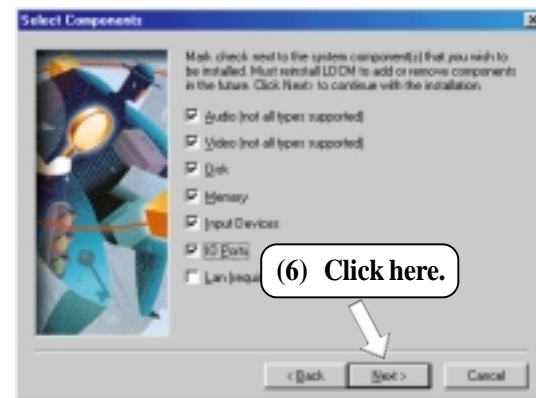 Select Components
Mark check next to the system component(s) that you wish to
be installed. Must reinstall LDCM to add or remove components
in the future. Click Next> to continue with the installation.
Audio (not all types supported)
Video (not all types supported)
Disk
Memory
Input Devices
IO Ports
Lan
(6) Click here.
< Back
Next >
Cancel